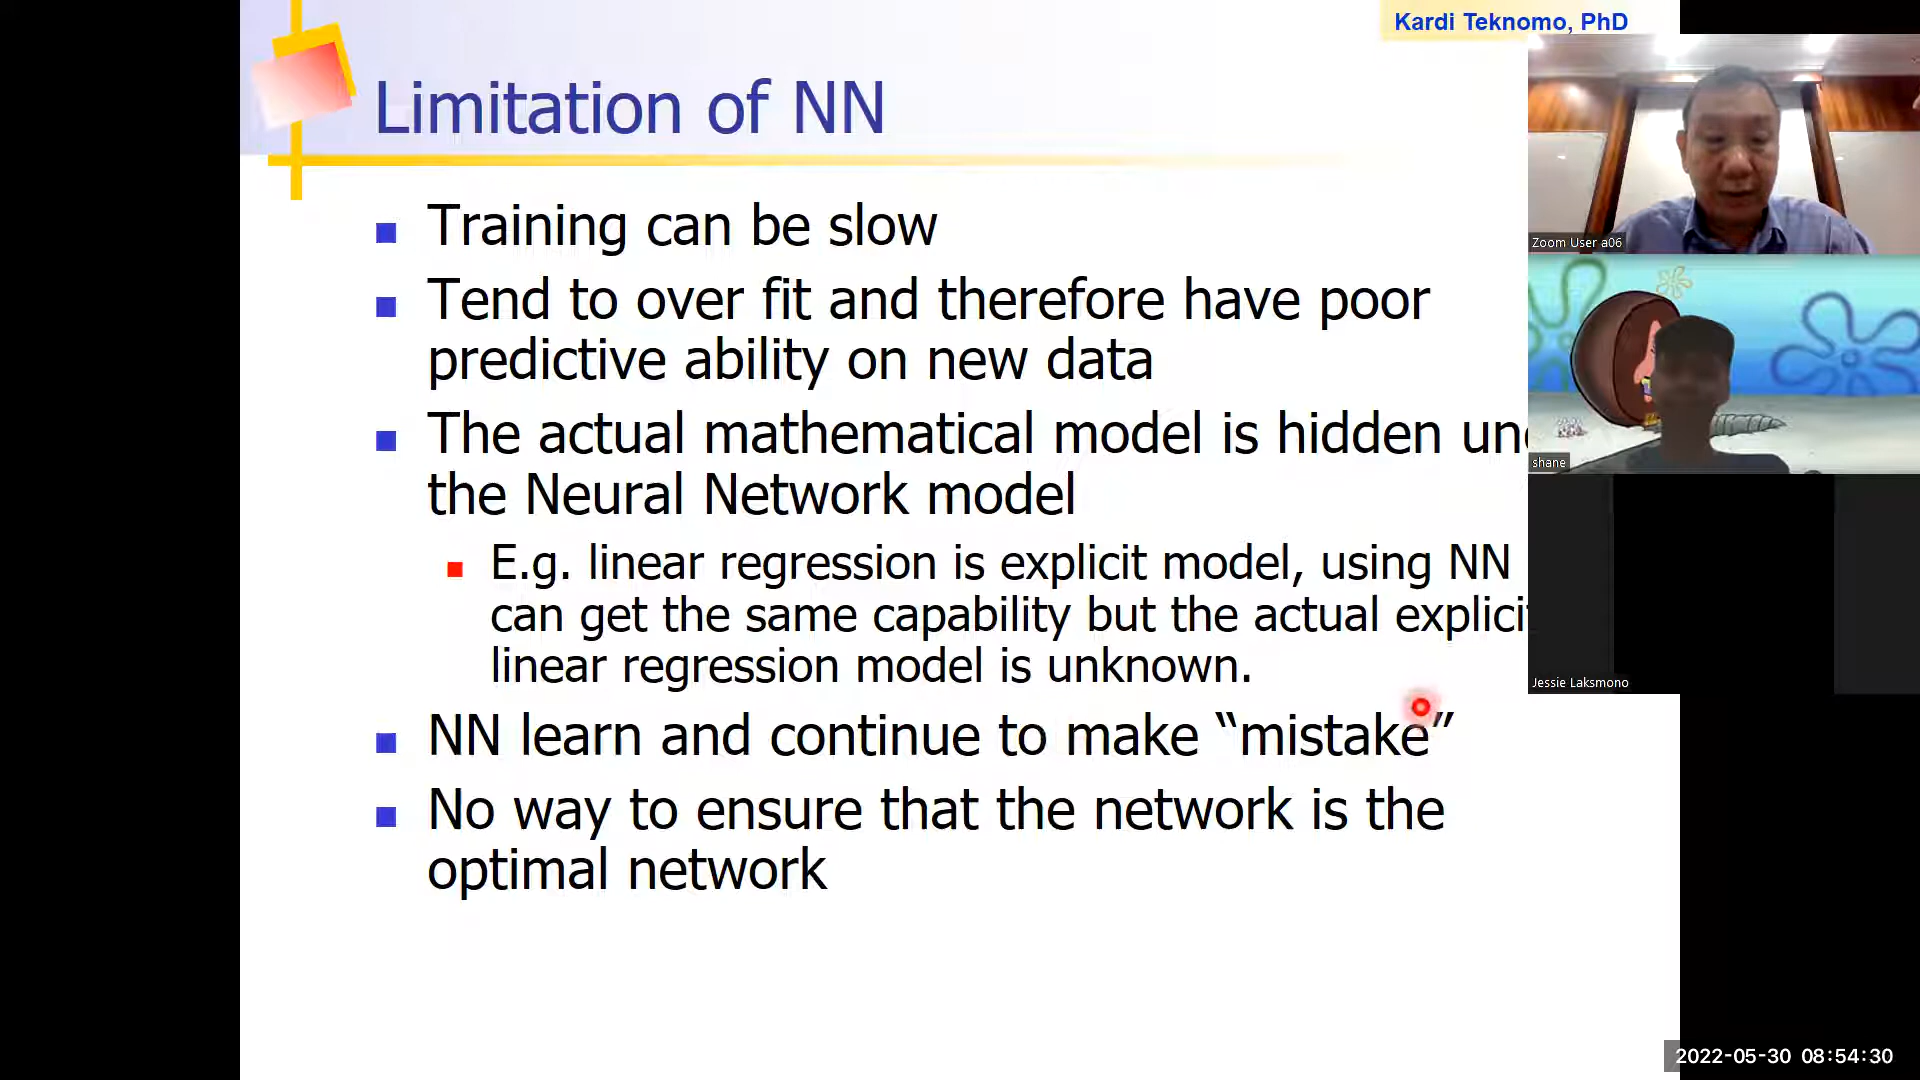 Kardi Teknomo, PhD
Limitation of NN
Training can be slow
Tend to over fit and therefore have poor
predictive ability on new data
The actual mathematical model is hidden
the Neural Network model
E.g. linear regression is explicit model, using NN
can get the same capability but the actual
linear regression model is unknown.
NN learn and continue to make “mistake”
No way to ensure that the network is the
optimal network
Zoom User a06
shane
Jessie Laksmono
2022-05-30 08:54:30